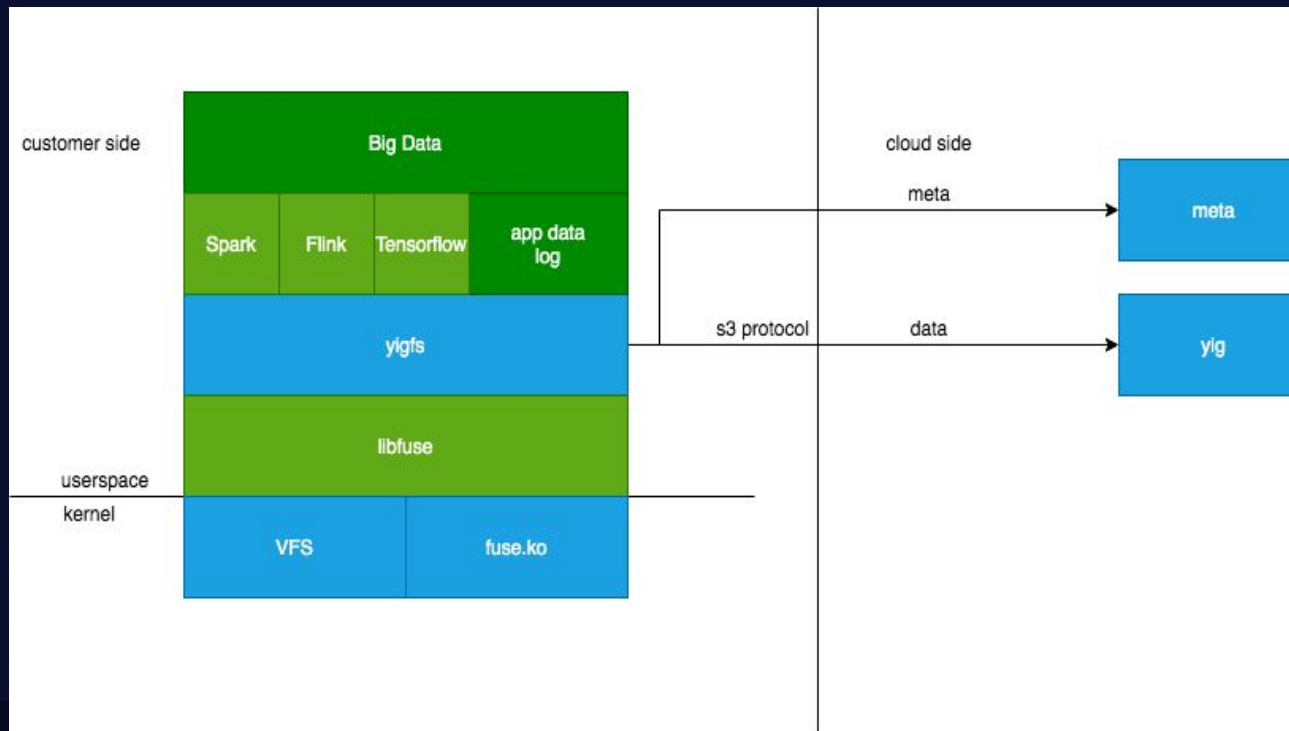 customer side
Big Data
cloud side
meta
meta
Spark
Flink
Tensorflow
app data
log
yigfs
s3 protocol
data
yig
libfuse
userspace
kernel
VFS
fuse.ko